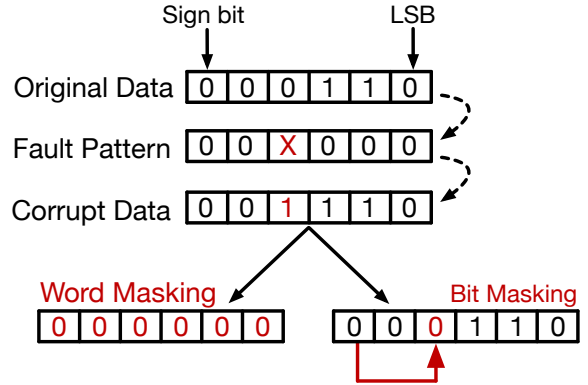 Sign bit LSB
Original Data 0 0 0 1 1 0
Fault Pattern 0 0 X 0 0 0
Corrupt Data 0 0 1 1 1 0
Word Masking Bit Masking
0 0 0 0 0 0 0 0 0 1 1 0